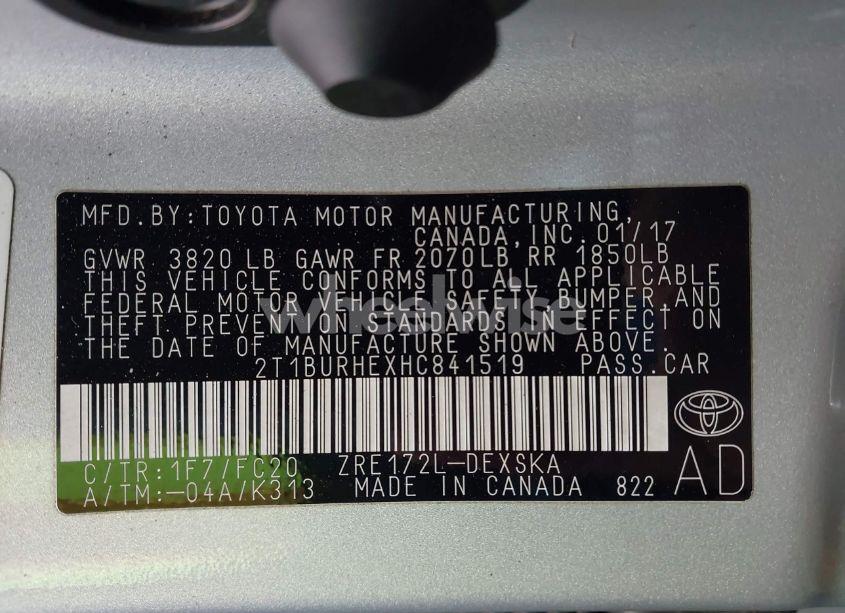 MFD.BY:TOYOTA MOTOR MANUFACTURING,
CANADA, INC. 01/17
GVWR 3820 LB GAWR FR 2070LB RR 1850LB
THIS VEHICLE CONFORMS TO ALL APPLICABLE
FEDERAL MOTOR VEHICLE SAFETY, BUMPER, AND
THEFT PREVENTION STANDARDS IN EFFECT ON
THE DATE OF MANUFACTURE SHOWN ABOVE.
2T1BURHEXHC841519 PASS.CAR
C/TR:1F7/FC20 ZRE172L-DEXSKA
A/TM:-04A/K313 MADE IN CANADA 822 AD
wheelwise